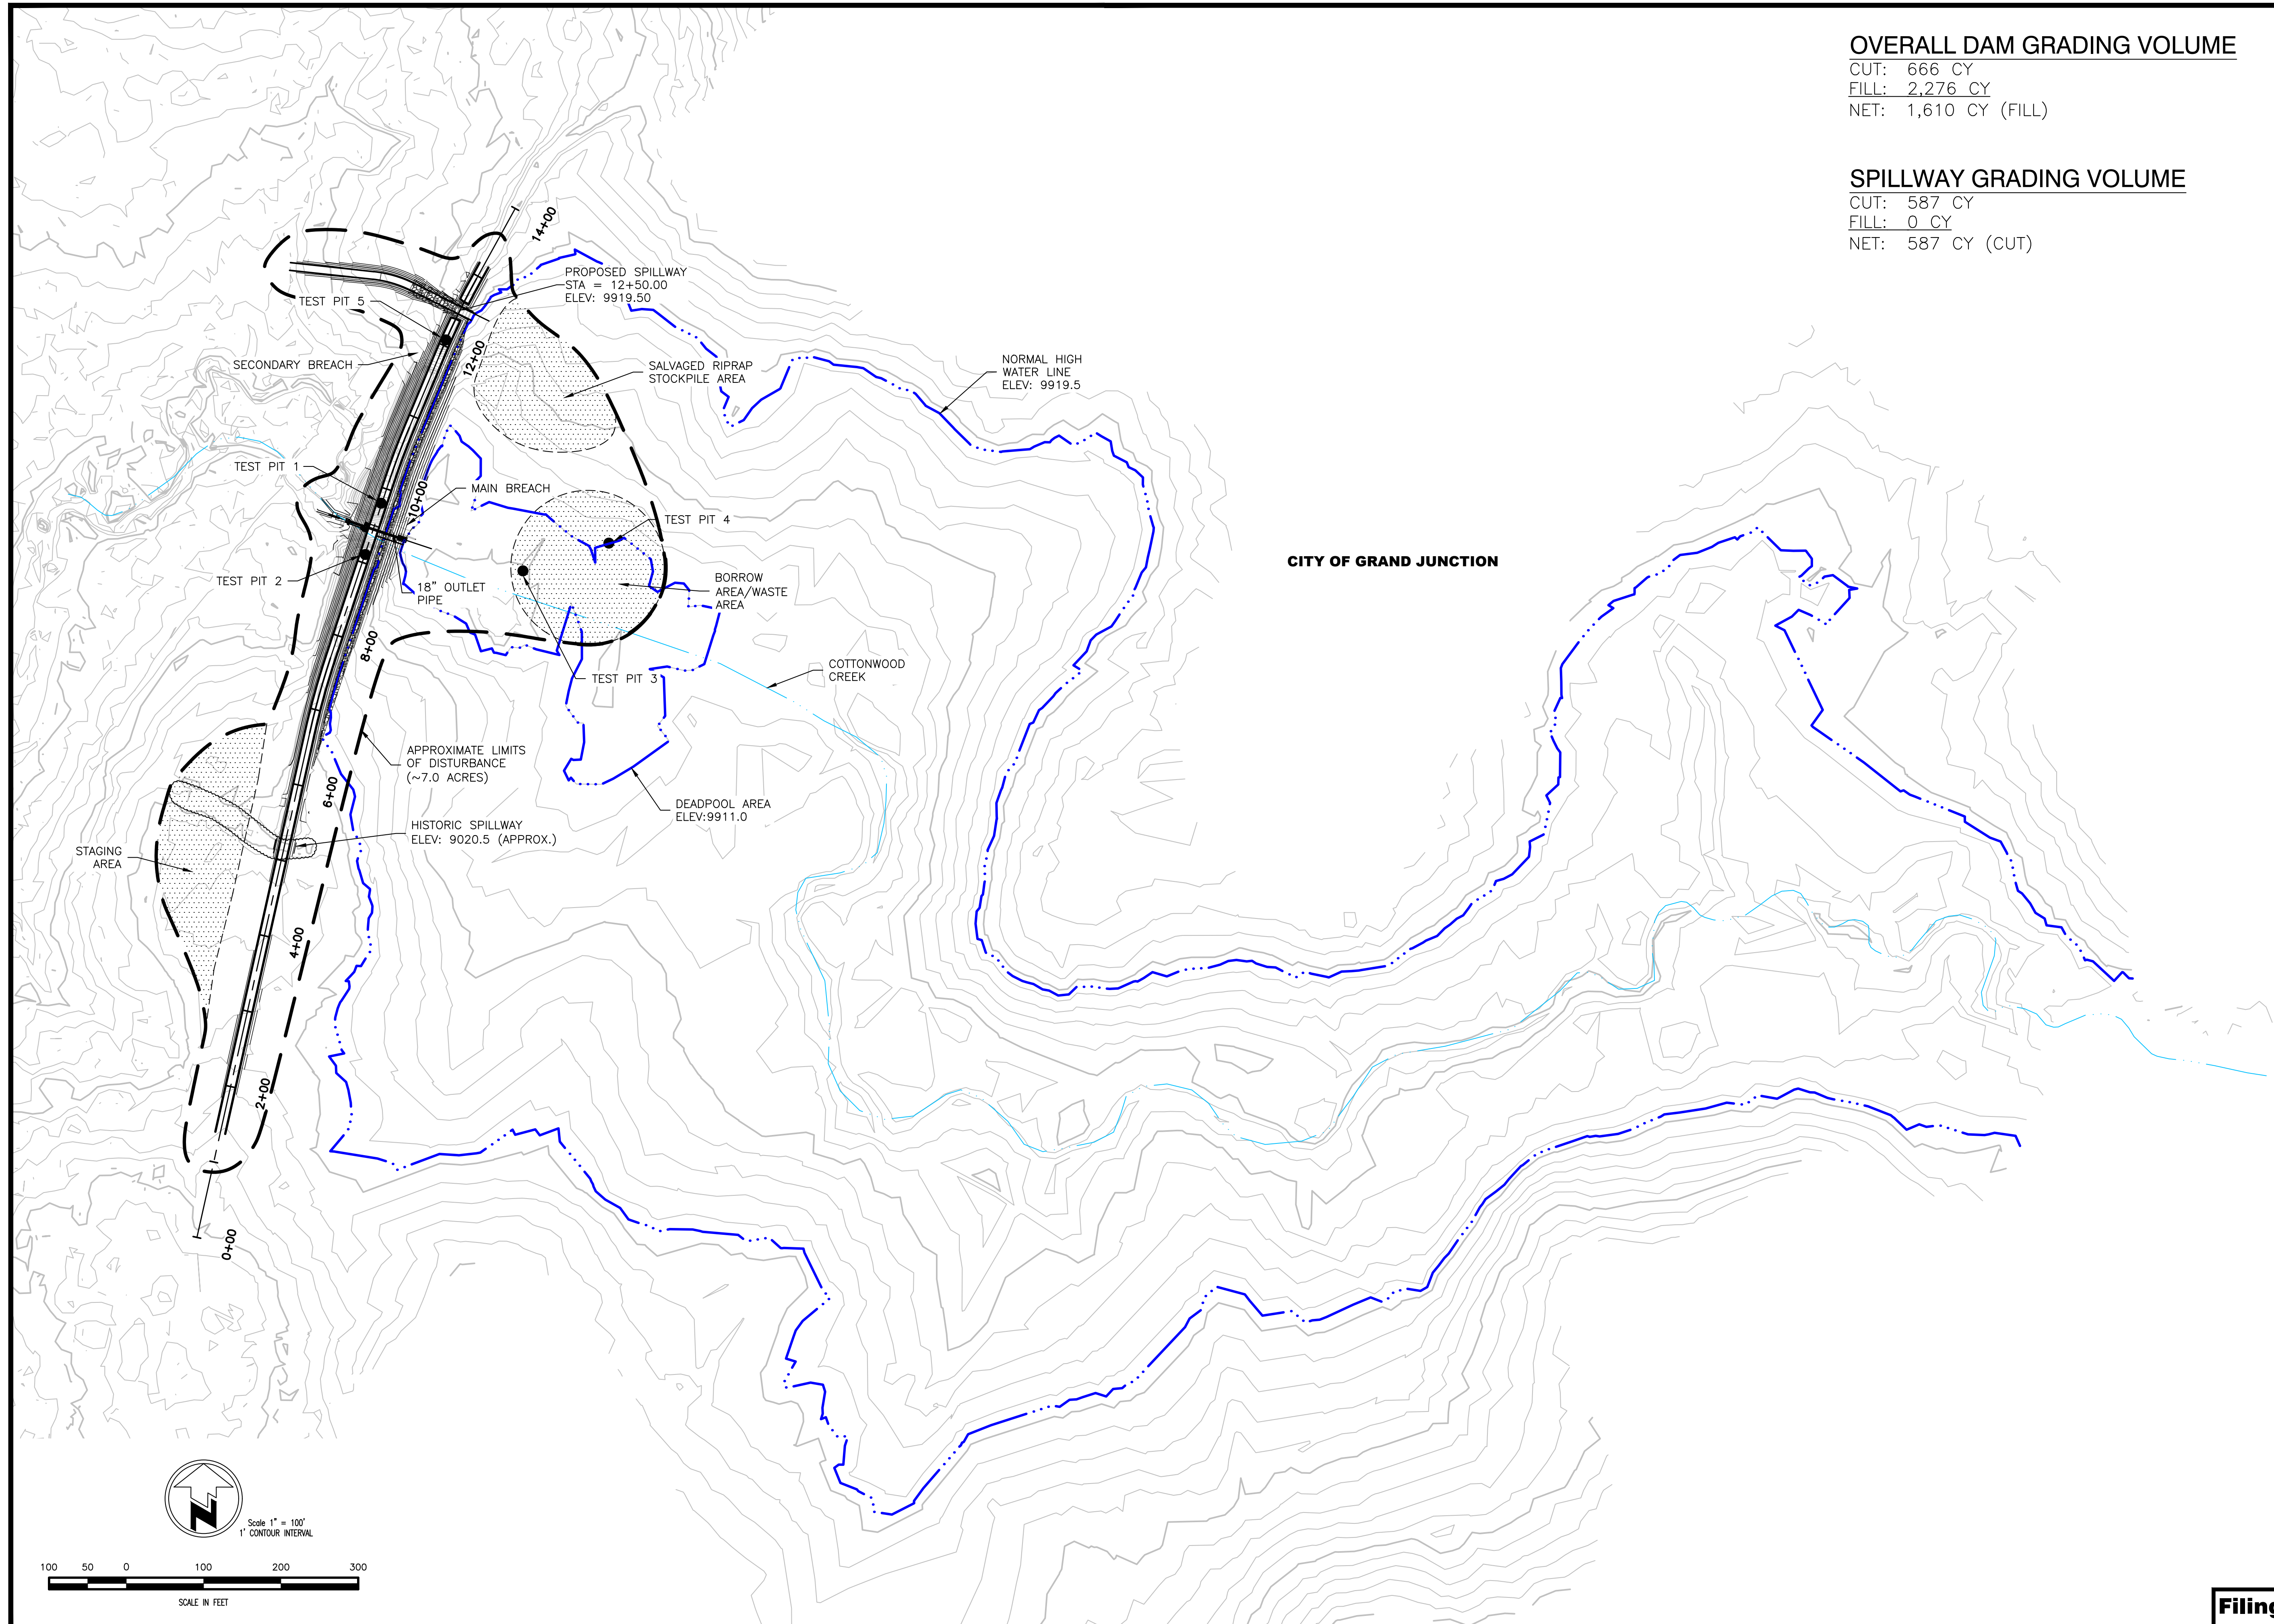 OVERALL DAM GRADING VOLUME
CUT: 666 CY
FILL: 2,276 CY
NET: 1,610 CY (FILL)
SPILLWAY GRADING VOLUME
CUT: 587 CY
FILL: 0 CY
NET: 587 CY (CUT)
14+00
PROPOSED SPILLWAY
STA = 12+50.00
ELEV: 9919.50
TEST PIT 5
SECONDARY BREACH
12+00
SALVAGED RIPRAP
STOCKPILE AREA
NORMAL HIGH
WATER LINE
ELEV: 9919.5
TEST PIT 1
MAIN BREACH
10+00
TEST PIT 4
CITY OF GRAND JUNCTION
TEST PIT 2
18" OUTLET
PIPE
BORROW
AREA/WASTE
AREA
8+00
TEST PIT 3
COTTONWOOD
CREEK
APPROXIMATE LIMITS
OF DISTURBANCE
(~7.0 ACRES)
6+00
DEADPOOL AREA
ELEV:9911.0
HISTORIC SPILLWAY
ELEV: 9020.5 (APPROX.)
STAGING
AREA
4+00
2+00
0+00
N
Scale 1" = 100'
1' CONTOUR INTERVAL
100 50 0 100 200 300
SCALE IN FEET
Filing